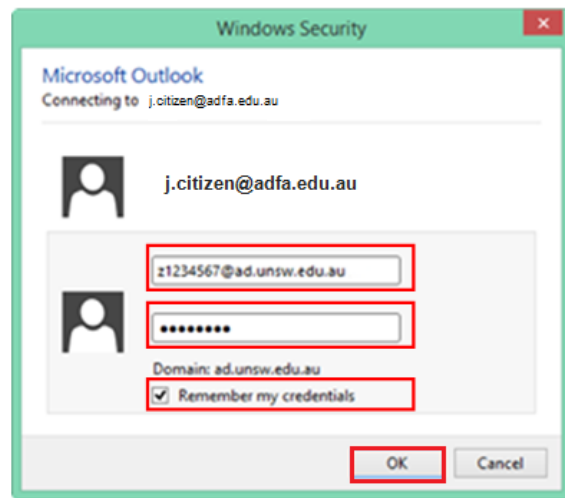 Windows Security
Microsoft Outlook
Connecting to j.citizen@adfa.edu.au
j.citizen@adfa.edu.au
z1234567@ad.unsw.edu.au
••••••••
Domain: ad.unsw.edu.au
Remember my credentials
OK Cancel